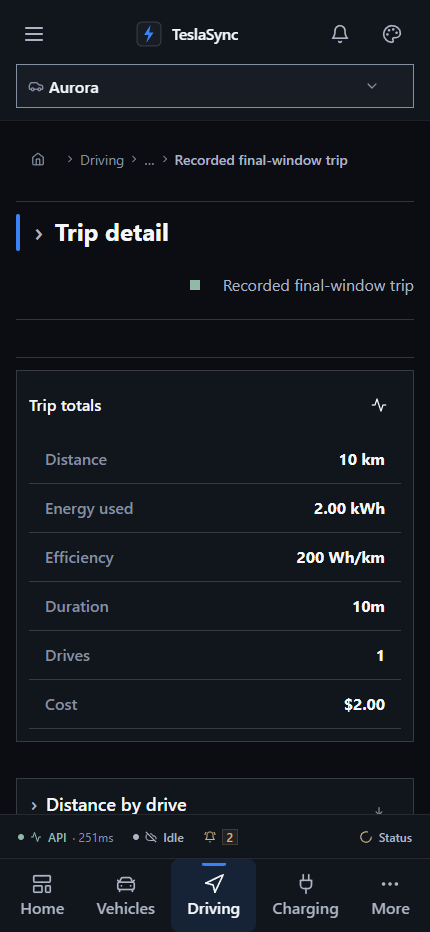 TeslaSync
Aurora
Driving
...
Recorded final-window trip
Trip detail
Recorded final-window trip
Trip totals
Distance 10 km
Energy used 2.00 kWh
Efficiency 200 Wh/km
Duration 10m
Drives 1
Cost $2.00
Distance by drive
API · 251ms Idle 2 Status
Home Vehicles Driving Charging More